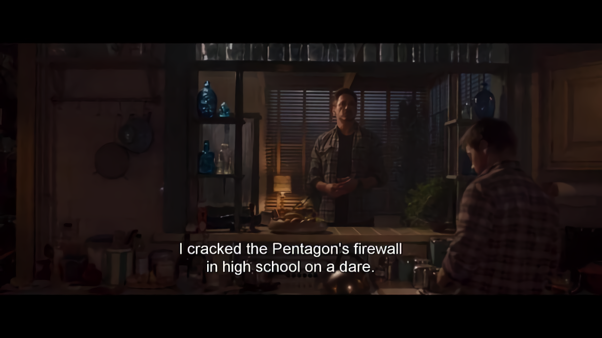 I cracked the Pentagon's firewall
in high school on a dare.